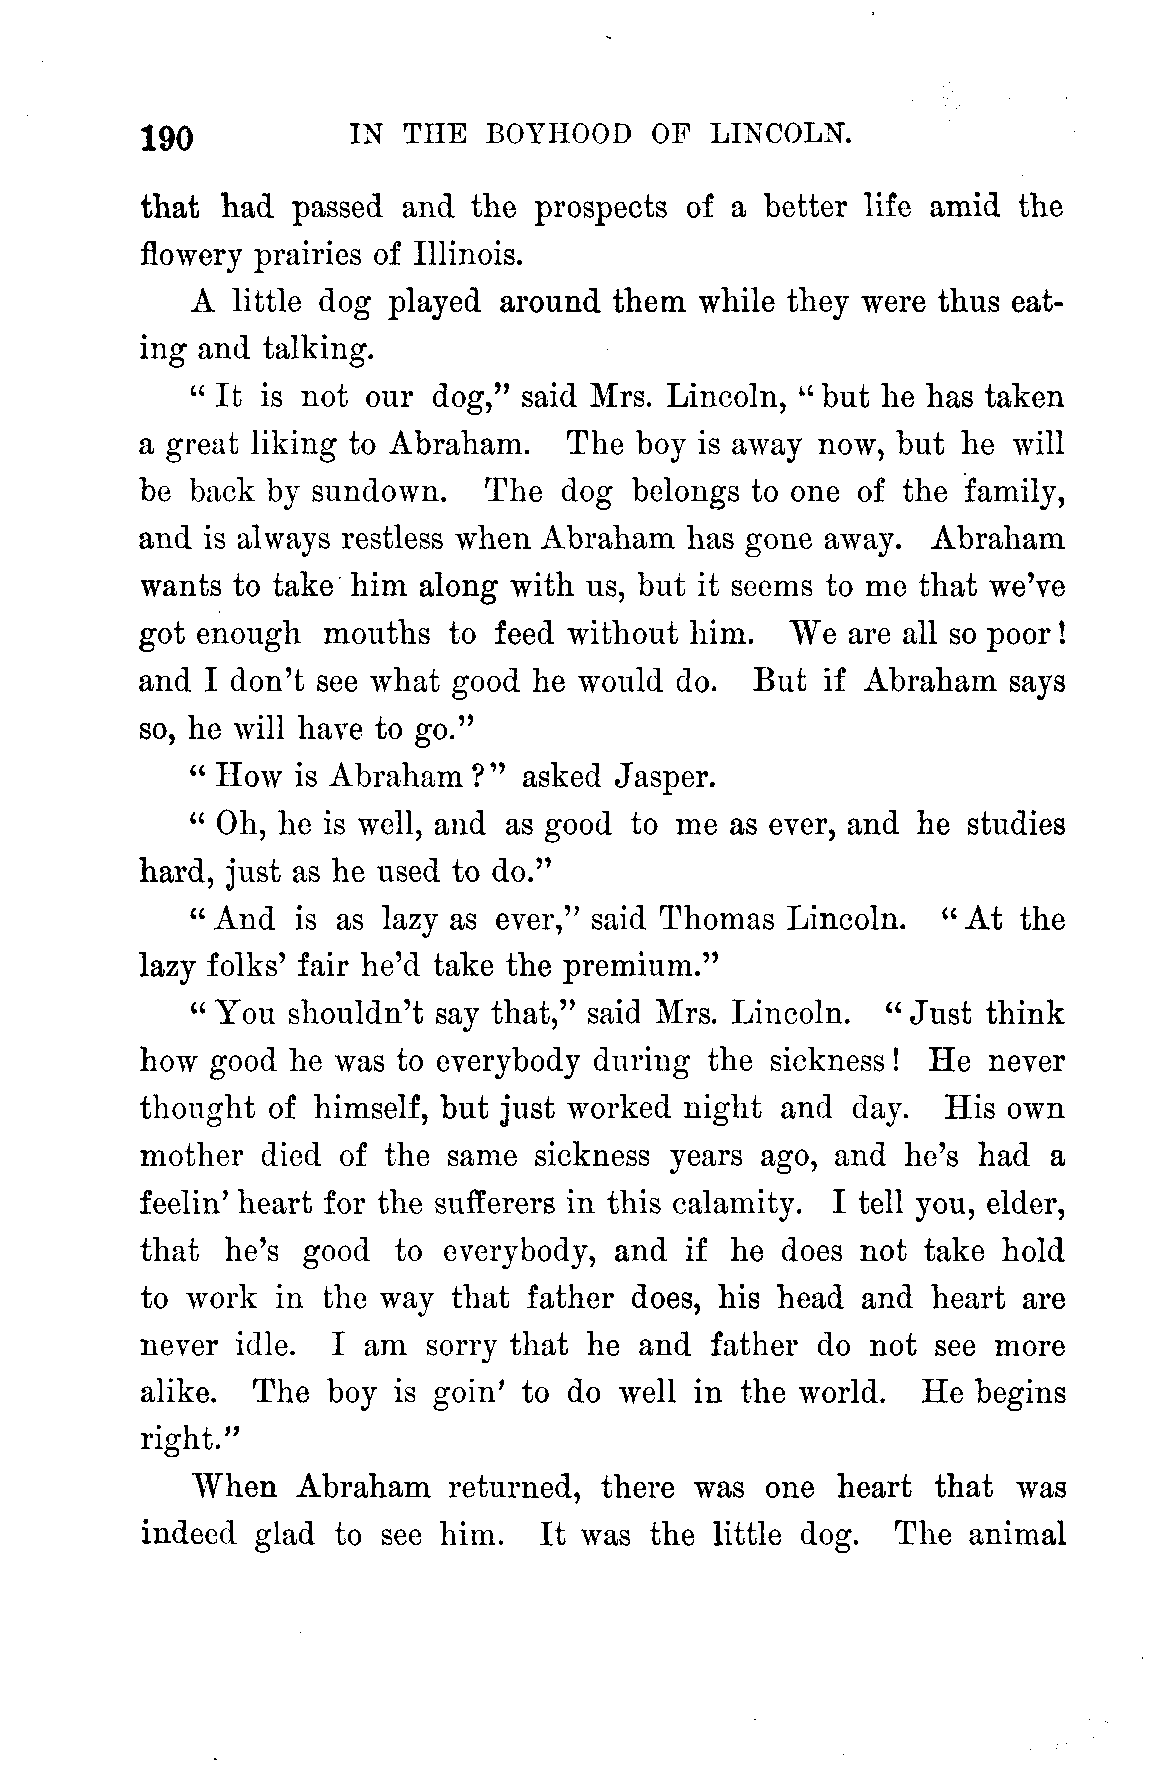 190 IN THE BOYHOOD OF LINCOLN.
that had passed and the prospects of a better life amid the
flowery prairies of Illinois.
A little dog played around them while they were thus eat-
ing and talking.
" It is not our dog," said Mrs. Lincoln, " but he has taken
a great liking to Abraham. The boy is away now, but he will
be back by sundown. The dog belongs to one of the family,
and is always restless when Abraham has gone away. Abraham
wants to take him along with us, but it seems to me that we've
got enough mouths to feed without him. We are all so poor!
and I don't see what good he would do. But if Abraham says
so, he will have to go."
" How is Abraham?" asked Jasper.
" Oh, he is well, and as good to me as ever, and he studies
hard, just as he used to do."
" And is as lazy as ever," said Thomas Lincoln. " At the
lazy folks' fair he'd take the premium."
" You shouldn't say that," said Mrs. Lincoln. " Just think
how good he was to everybody during the sickness! He never
thought of himself, but just worked night and day. His own
mother died of the same sickness years ago, and he's had a
feelin' heart for the sufferers in this calamity. I tell you, elder,
that he's good to everybody, and if he does not take hold
to work in the way that father does, his head and heart are
never idle. I am sorry that he and father do not see more
alike. The boy is goin' to do well in the world. He begins
right."
When Abraham returned, there was one heart that was
indeed glad to see him. It was the little dog. The animal